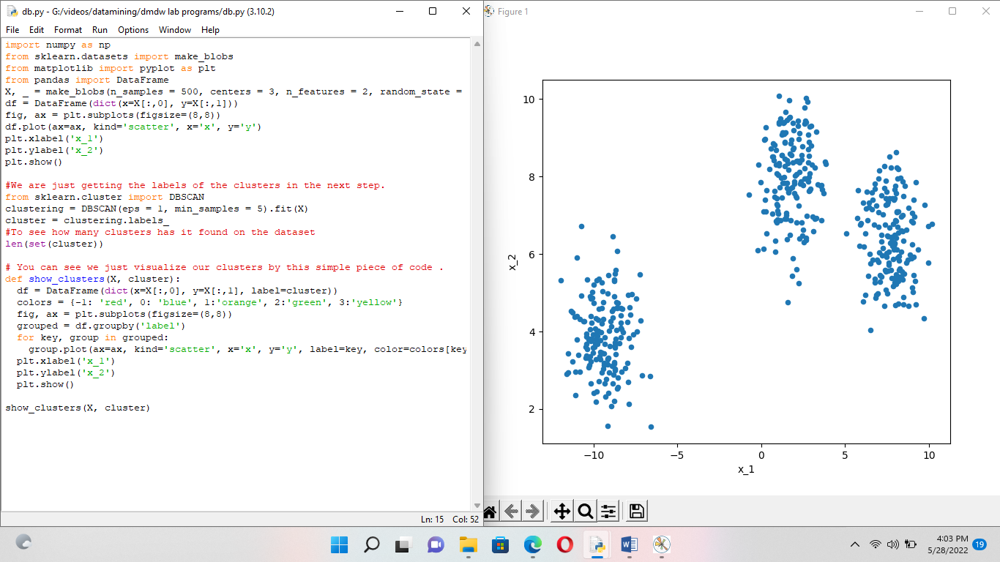 db.py - G:/videos/datamining/dmdw lab programs/db.py (3.10.2)
File Edit Format Run Options Window Help
import numpy as np
from sklearn.datasets import make_blobs
from matplotlib import pyplot as plt
from pandas import DataFrame
X, _ = make_blobs(n_samples = 500, centers = 3, n_features = 2, random_state =
df = DataFrame(dict(x=X[:,0], y=X[:,1]))
fig, ax = plt.subplots(figsize=(8,8))
df.plot(ax=ax, kind='scatter', x='x', y='y')
plt.xlabel('x_1')
plt.ylabel('x_2')
plt.show()
#We are just getting the labels of the clusters in the next step.
from sklearn.cluster import DBSCAN
clustering = DBSCAN(eps = 1, min_samples = 5).fit(X)
cluster = clustering.labels_
#To see how many clusters has it found on the dataset
len(set(cluster))
# You can see we just visualize our clusters by this simple piece of code .
def show_clusters(X, cluster):
  df = DataFrame(dict(x=X[:,0], y=X[:,1], label=cluster))
  colors = {-1: 'red', 0: 'blue', 1:'orange', 2:'green', 3:'yellow'}
  fig, ax = plt.subplots(figsize=(8,8))
  grouped = df.groupby('label')
  for key, group in grouped:
    group.plot(ax=ax, kind='scatter', x='x', y='y', label=key, color=colors[key
  plt.xlabel('x_1')
  plt.ylabel('x_2')
  plt.show()
show_clusters(X, cluster)
Ln: 15 Col: 52
Figure 1
10
8
6
4
2
x_2
−10 −5 0 5 10
x_1
4:03 PM
5/28/2022
19